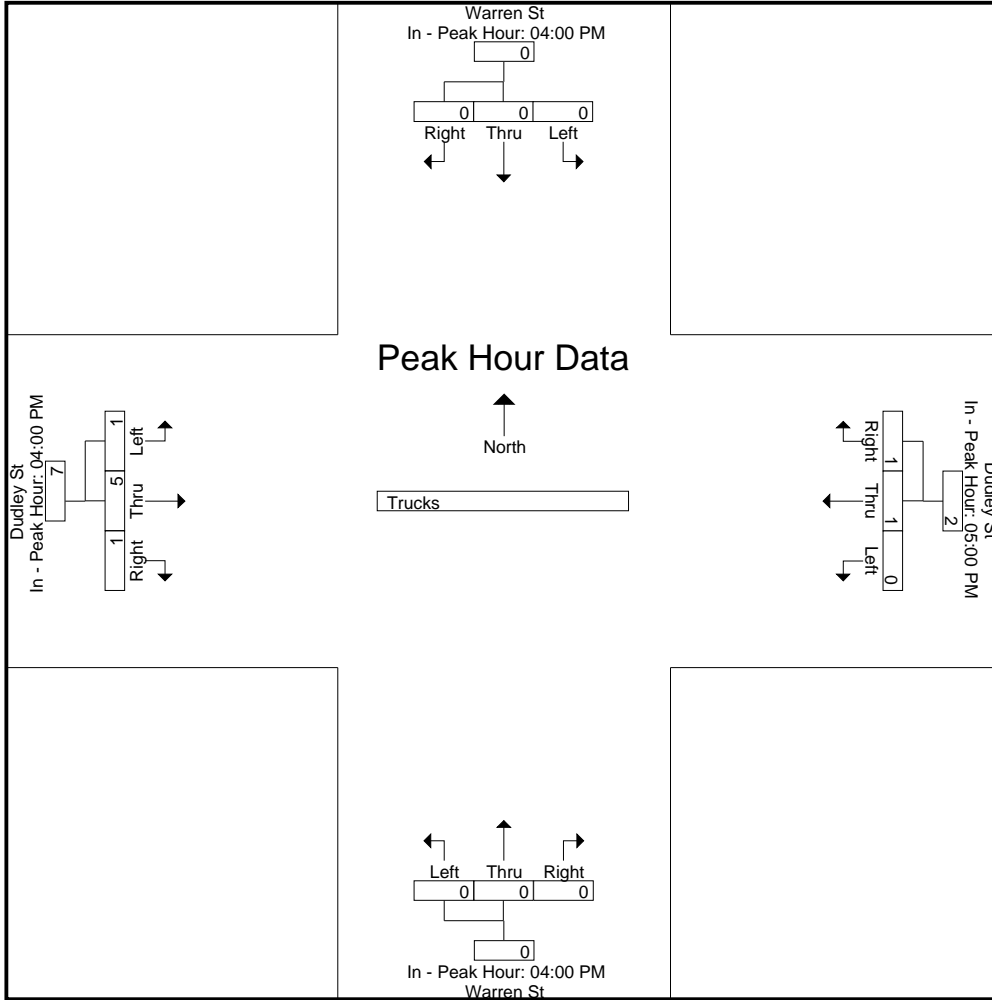 Warren St
In - Peak Hour: 04:00 PM
0
0 0 0
Right Thru Left
Peak Hour Data
North
Trucks
Dudley St
In - Peak Hour: 04:00 PM
7
1 5 1
Left Thru Right
Dudley St
In - Peak Hour: 05:00 PM
2
1 1 0
Right Thru Left
Left Thru Right
0 0 0
0
In - Peak Hour: 04:00 PM
Warren St